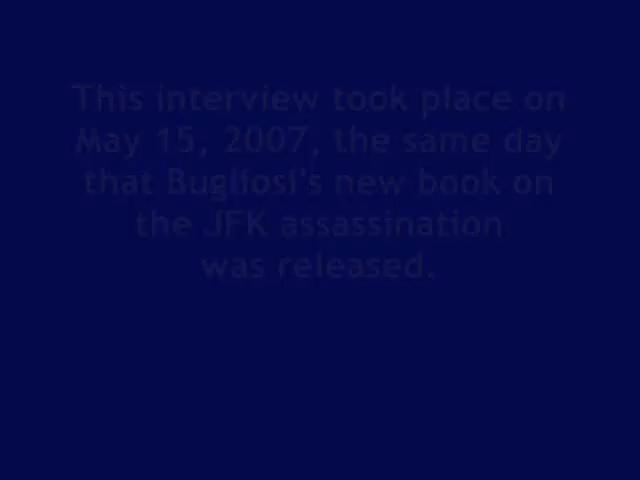 This interview took place on
May 15, 2007, the same day
that Bugliosi's new book on
the JFK assassination
was released.